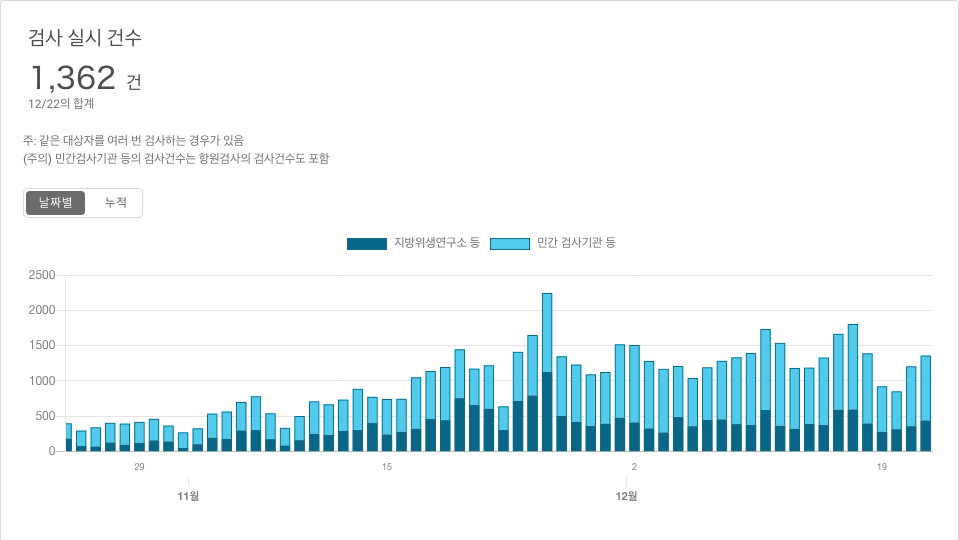 검사 실시 건수
1,362 건
12/22의 합계
주: 같은 대상자를 여러 번 검사하는 경우가 있음
(주의) 민간검사기관 등의 검사건수는 항원검사의 검사건수도 포함
날짜별 누적
지방위생연구소 등 민간 검사기관 등
2500
2000
1500
1000
500
0
29 15 2 19
11월 12월